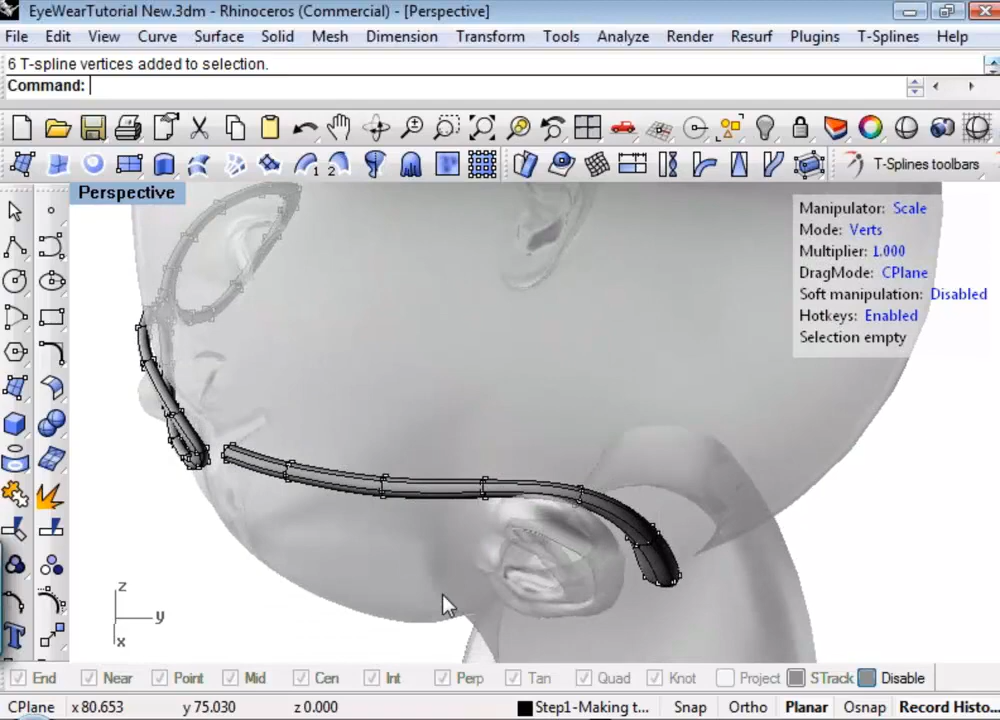 EyeWearTutorial New.3dm - Rhinoceros (Commercial) - [Perspective]
File Edit View Curve Surface Solid Mesh Dimension Transform Tools Analyze Render Resurf Plugins T-Splines Help
6 T-spline vertices added to selection.
Command:
1 2 T-Splines toolbars
Perspective
Manipulator: Scale
Mode: Verts
Multiplier: 1.000
DragMode: CPlane
Soft manipulation: Disabled
Hotkeys: Enabled
Selection empty
z
y
x
T
End Near Point Mid Cen Int Perp Tan Quad Knot Project STrack Disable
CPlane x 80.653 y 75.030 z 0.000 Step1-Making t... Snap Ortho Planar Osnap Record Histo...